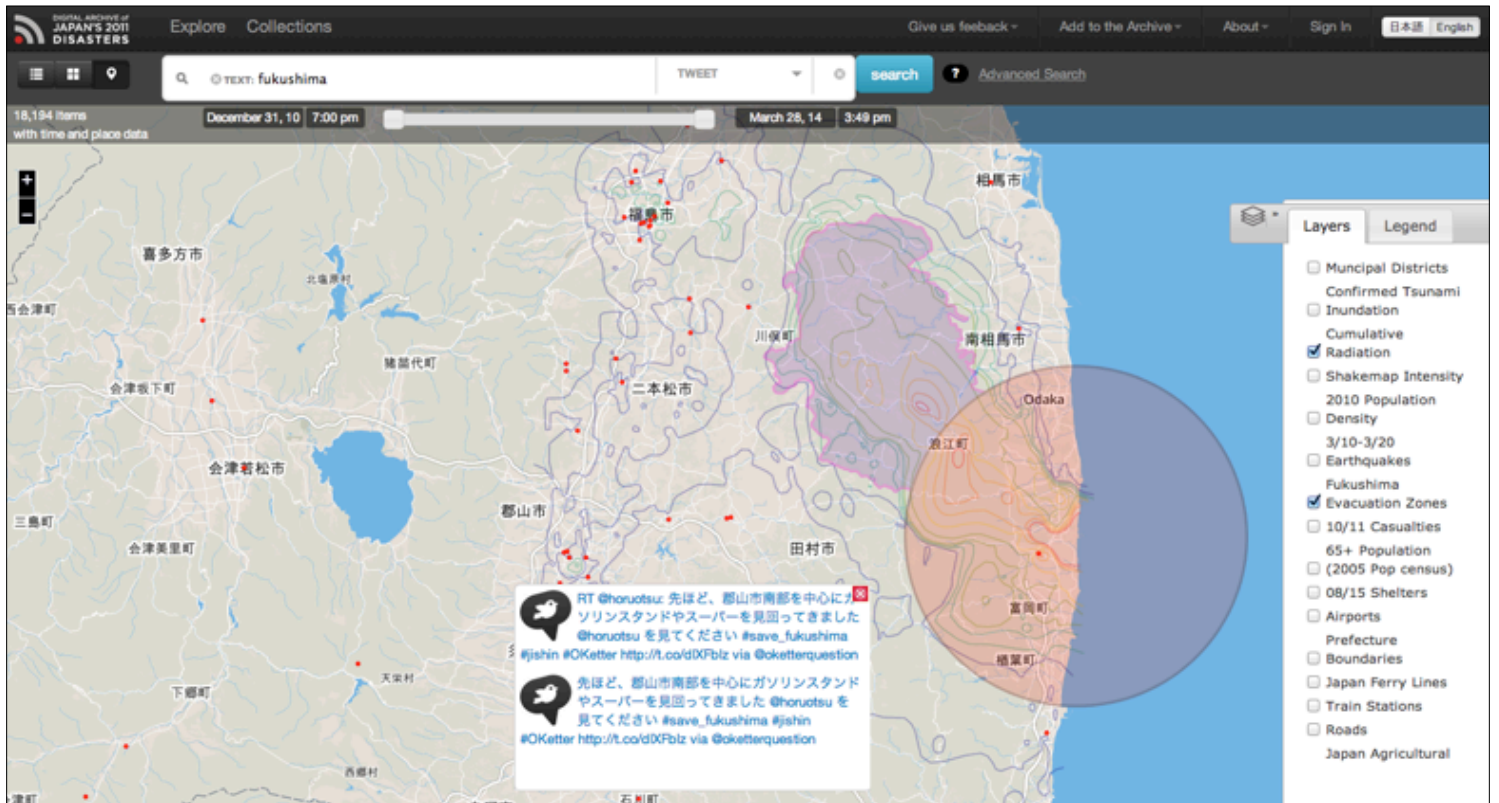 DIGITAL ARCHIVE of
JAPAN'S 2011
DISASTERS
Explore Collections
Give us feeback
Add to the Archive
About
Sign In
日本語 English
TEXT: fukushima
TWEET
search
?
Advanced Search
18,194 items
with time and place data
December 31, 10 7:00 pm
March 28, 14 3:49 pm
+
-
相馬市
福島市
喜多方市
北塩原村
西会津町
川俣町
南相馬市
猪苗代町
会津坂下町
二本松市
Odaka
浪江町
会津若松市
郡山市
三島町
会津美里町
田村市
富岡町
楢葉町
天栄村
下郷町
西郷村
石川町
RT @horuotsu: 先ほど、郡山市南部を中心にガ
ソリンスタンドやスーパーを見回ってきました
@horuotsu を見てください #save_fukushima
#jishin #OKetter http://t.co/dIXFbIz via @oketterquestion
先ほど、郡山市南部を中心にガソリンスタンド
やスーパーを見回ってきました @horuotsu を
見てください #save_fukushima #jishin
#OKetter http://t.co/dIXFbIz via @oketterquestion
Layers
Legend
Muncipal Districts
Confirmed Tsunami
Inundation
Cumulative
Radiation
Shakemap Intensity
2010 Population
Density
3/10-3/20
Earthquakes
Fukushima
Evacuation Zones
10/11 Casualties
65+ Population
(2005 Pop census)
08/15 Shelters
Airports
Prefecture
Boundaries
Japan Ferry Lines
Train Stations
Roads
Japan Agricultural